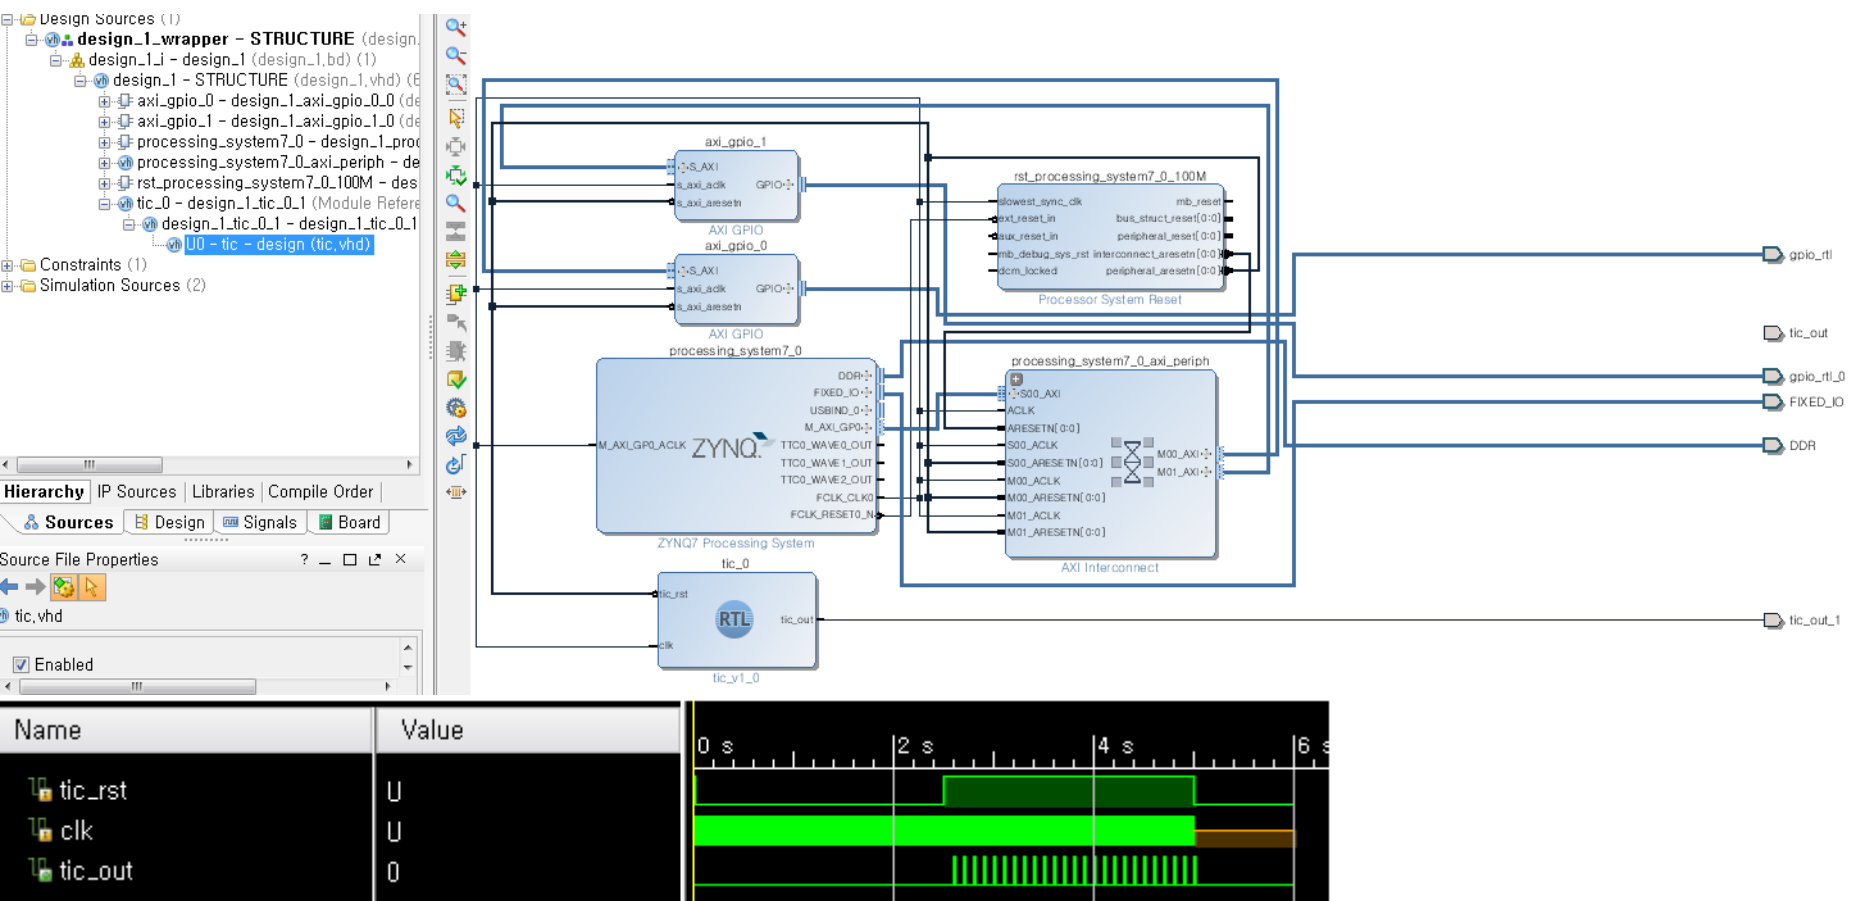 Design Sources (1)
design_1_wrapper - STRUCTURE (design.
design_1_i - design_1 (design_1.bd) (1)
design_1 - STRUCTURE (design_1.vhd) (6
axi_gpio_0 - design_1_axi_gpio_0_0 (de
axi_gpio_1 - design_1_axi_gpio_1_0 (de
processing_system7_0 - design_1_proc
processing_system7_0_axi_periph - de
rst_processing_system7_0_100M - des
tic_0 - design_1_tic_0_1 (Module Refere
design_1_tic_0_1 - design_1_tic_0_1
U0 - tic - design (tic.vhd)
Constraints (1)
Simulation Sources (2)
Hierarchy IP Sources Libraries Compile Order
Sources Design Signals Board
Source File Properties
tic.vhd
Enabled
axi_gpio_1
S_AXI
s_axi_aclk GPIO
s_axi_aresetn
AXI GPIO
axi_gpio_0
S_AXI
s_axi_aclk GPIO
s_axi_aresetn
AXI GPIO
rst_processing_system7_0_100M
slowest_sync_clk mb_reset
ext_reset_in bus_struct_reset[0:0]
aux_reset_in peripheral_reset[0:0]
mb_debug_sys_rst interconnect_aresetn[0:0]
dcm_locked peripheral_aresetn[0:0]
Processor System Reset
processing_system7_0
DDR
FIXED_IO
USBIND_0
M_AXI_GP0
M_AXI_GP0_ACLK ZYNQ TTC0_WAVE0_OUT
TTC0_WAVE1_OUT
TTC0_WAVE2_OUT
FCLK_CLK0
FCLK_RESET0_N
ZYNQ7 Processing System
processing_system7_0_axi_periph
S00_AXI
ACLK
ARESETN[0:0]
S00_ACLK
S00_ARESETN[0:0]
M00_ACLK
M00_ARESETN[0:0]
M01_ACLK
M01_ARESETN[0:0]
M00_AXI
M01_AXI
AXI Interconnect
tic_0
tic_rst
RTL tic_out
clk
tic_v1_0
gpio_rtl
tic_out
gpio_rtl_0
FIXED_IO
DDR
tic_out_1
Name Value
0 s 2 s 4 s 6 s
tic_rst U
clk U
tic_out 0